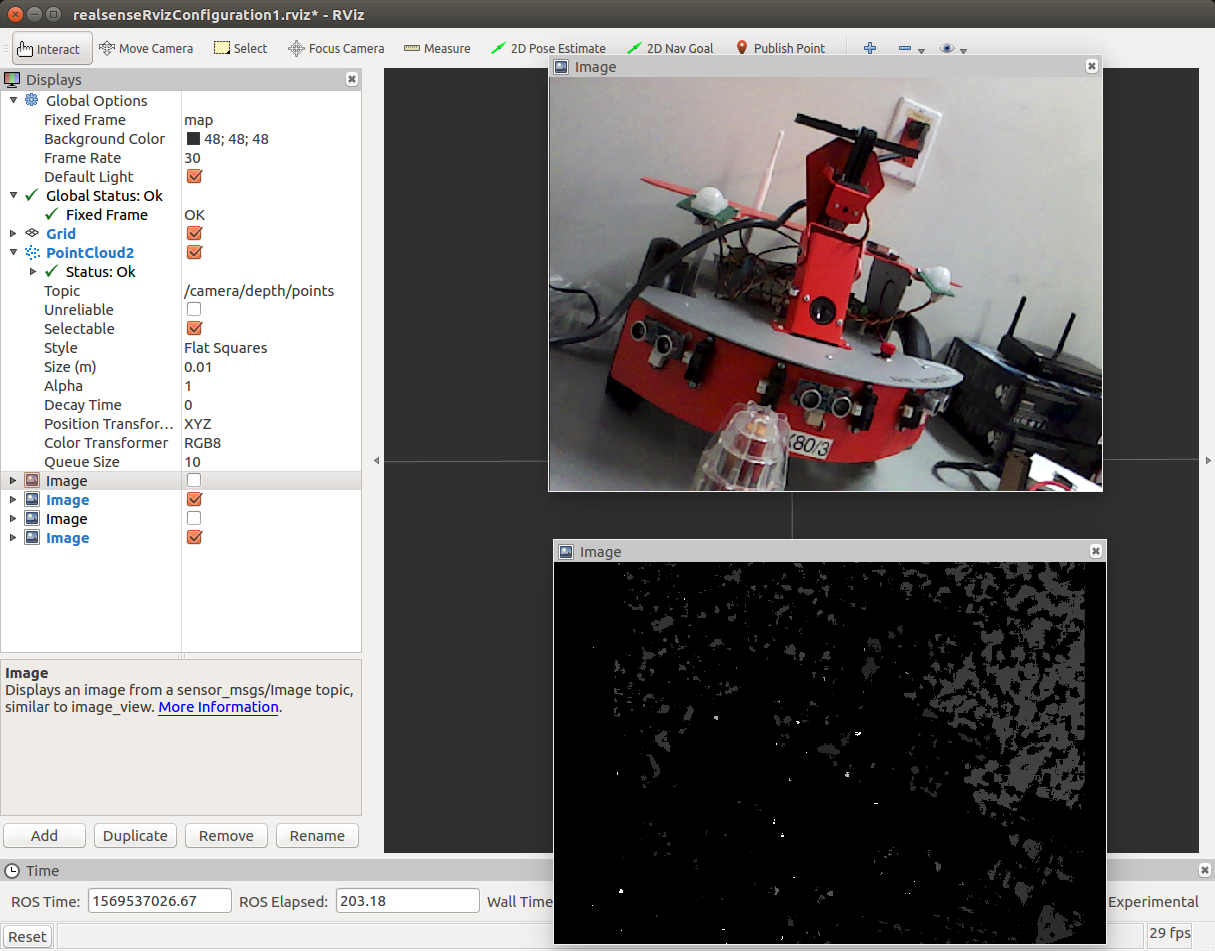 realsenseRvizConfiguration1.rviz* - RViz
Interact Move Camera Select Focus Camera Measure 2D Pose Estimate 2D Nav Goal Publish Point
Displays
Global Options
Fixed Frame map
Background Color 48; 48; 48
Frame Rate 30
Default Light
Global Status: Ok
Fixed Frame OK
Grid
PointCloud2
Status: Ok
Topic /camera/depth/points
Unreliable
Selectable
Style Flat Squares
Size (m) 0.01
Alpha 1
Decay Time 0
Position Transfor... XYZ
Color Transformer RGB8
Queue Size 10
Image
Image
Image
Image
Image
Displays an image from a sensor_msgs/Image topic,
similar to image_view. More Information.
Add Duplicate Remove Rename
Image
X80/3
Image
Time
ROS Time: 1569537026.67 ROS Elapsed: 203.18 Wall Time Experimental
Reset 29 fps